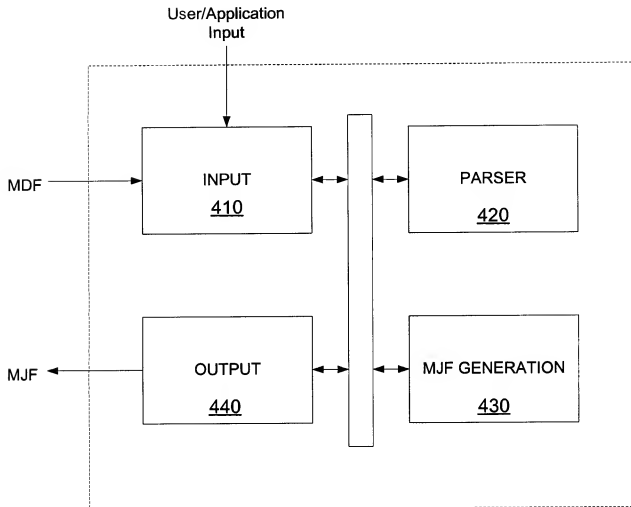 User/Application
Input
MDF
INPUT
410
PARSER
420
MJF
OUTPUT
440
MJF GENERATION
430